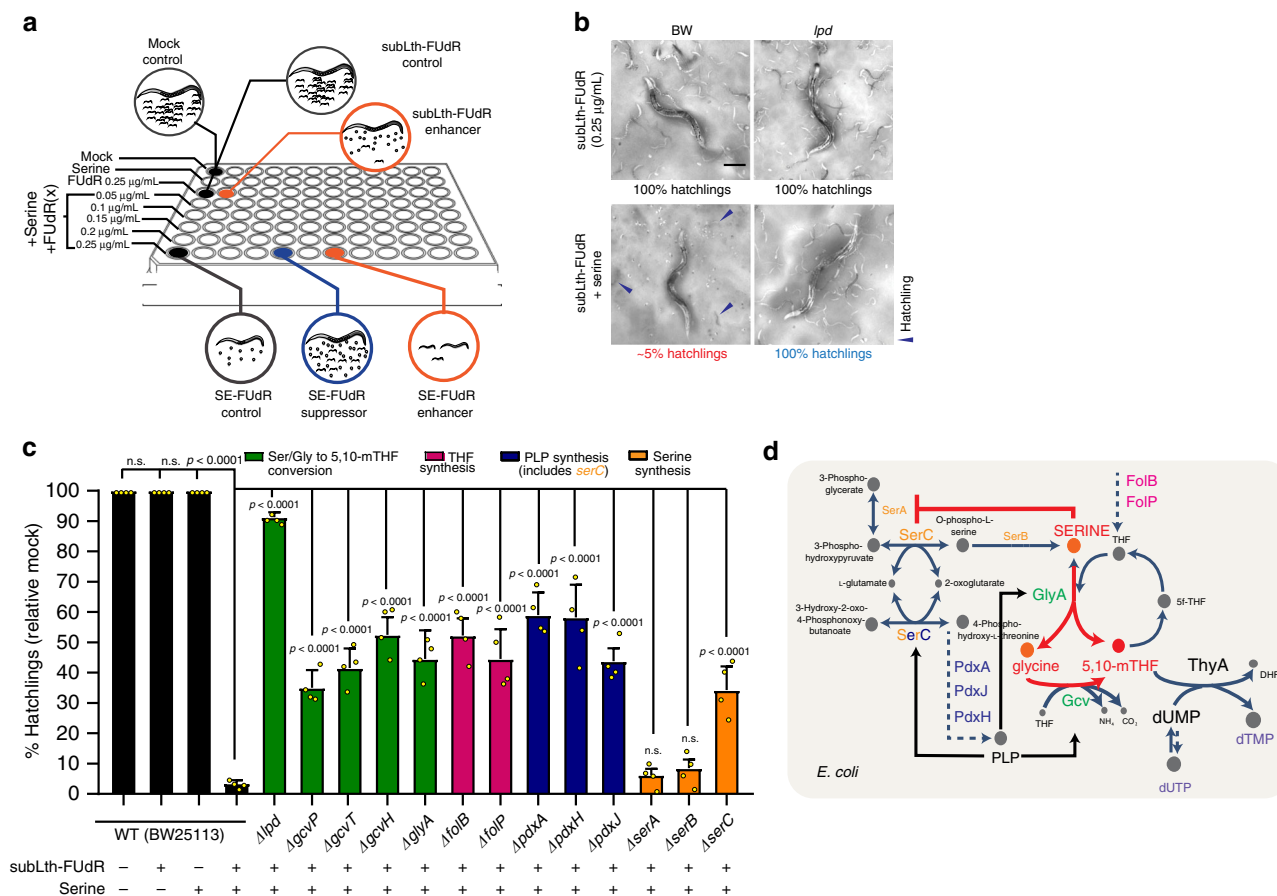 a
Mock
control
subLth-FUdR
control
subLth-FUdR
enhancer
Mock
Serine
FUdR 0.25 µg/mL
0.05 µg/mL
0.1 µg/mL
0.15 µg/mL
0.2 µg/mL
0.25 µg/mL
+Serine
+FUdR(x)
SE-FUdR
control
SE-FUdR
suppressor
SE-FUdR
enhancer
b
BW
lpd
subLth-FUdR
(0.25 µg/mL)
100% hatchlings
100% hatchlings
subLth-FUdR
+ serine
Hatchling
~5% hatchlings
100% hatchlings
c
n.s.
n.s.
p < 0.0001
Ser/Gly to 5,10-mTHF
conversion
THF
synthesis
PLP synthesis
(includes serC)
Serine
synthesis
% Hatchlings (relative mock)
100
90
80
70
60
50
40
30
20
10
0
p < 0.0001
p < 0.0001
p < 0.0001
p < 0.0001
p < 0.0001
p < 0.0001
p < 0.0001
p < 0.0001
p < 0.0001
p < 0.0001
n.s.
n.s.
p < 0.0001
WT (BW25113)
Δlpd
ΔgcvP
ΔgcvT
ΔgcvH
ΔglyA
ΔfolB
ΔfolP
ΔpdxA
ΔpdxH
ΔpdxJ
ΔserA
ΔserB
ΔserC
subLth-FUdR – + – + + + + + + + + + + + + + +
Serine – – + + + + + + + + + + + + + + +
d
3-Phospho-
glycerate
SerA
FolB
FolP
O-phospho-L-
serine
SerC
SerB
SERINE
THF
3-Phospho-
hydroxypyruvate
L-glutamate
2-oxoglutarate
GlyA
5f-THF
3-Hydroxy-2-oxo-
4-Phosphonoxy-
butanoate
SerC
4-Phospho-
hydroxy-L-threonine
glycine
5,10-mTHF
ThyA
DHF
PdxA
PdxJ
PdxH
Gcv
THF
NH₄
CO₂
dUMP
dTMP
PLP
dUTP
E. coli